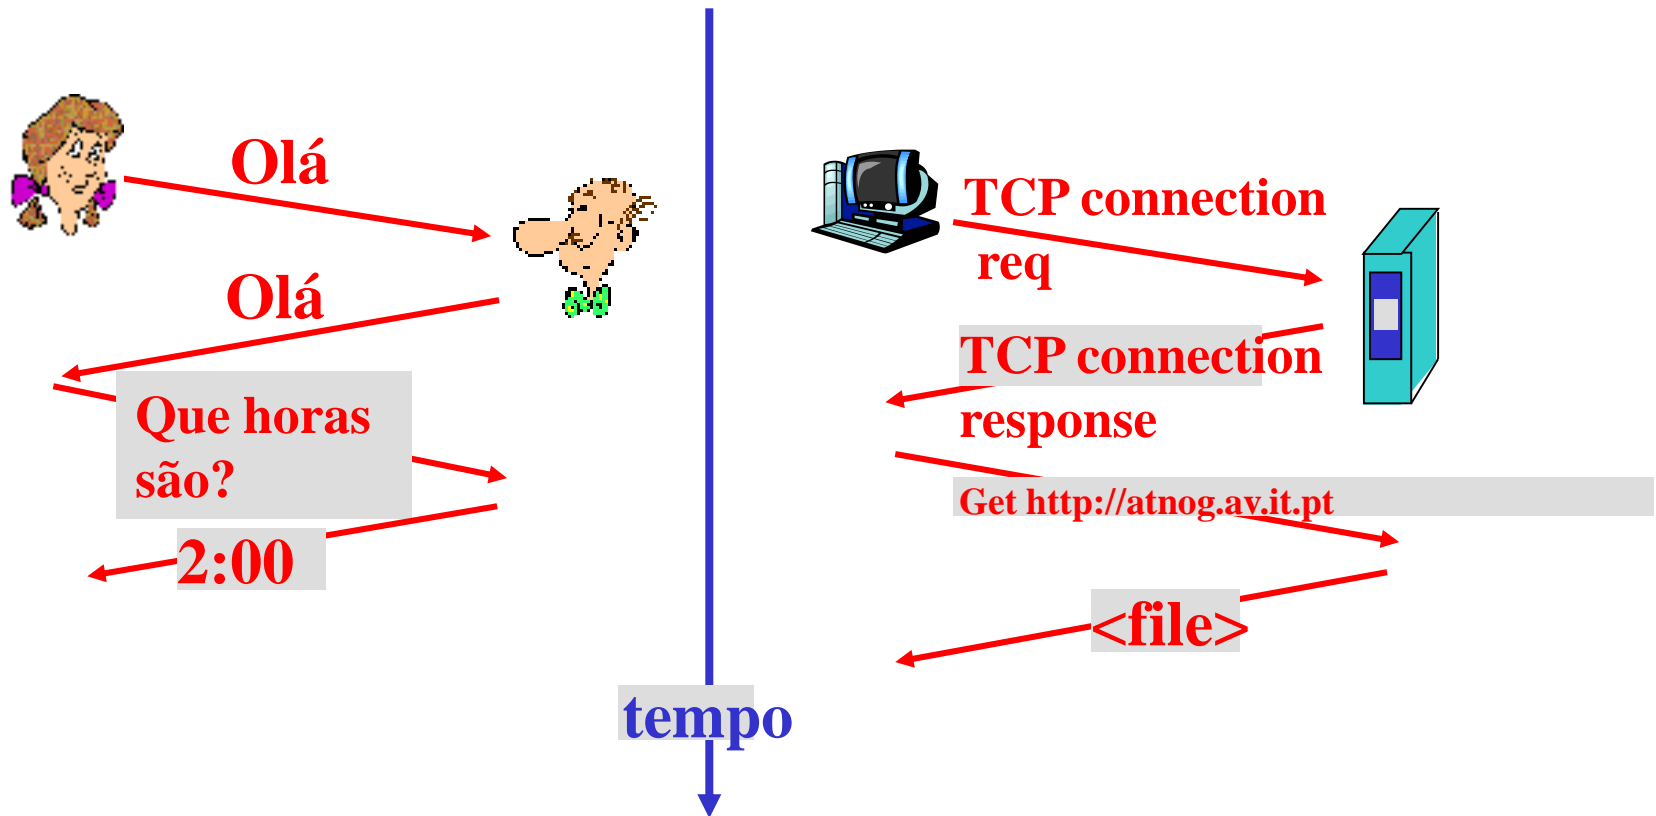 Olá
Olá
Que horas
são?
2:00
tempo
TCP connection
req
TCP connection
response
Get http://atnog.av.it.pt
<file>